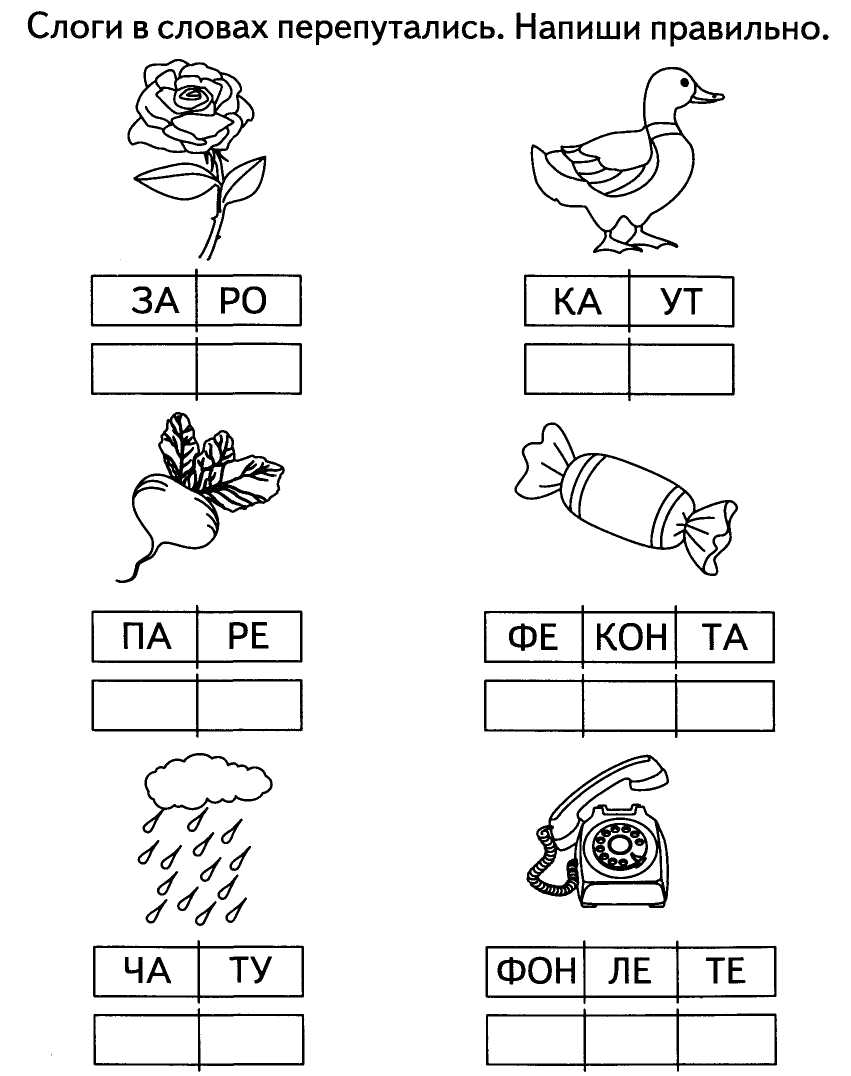 Слоги в словах перепутались. Напиши правильно.
ЗА РО
КА УТ
ПА РЕ
ФЕ КОН ТА
ЧА ТУ
ФОН ЛЕ ТЕ